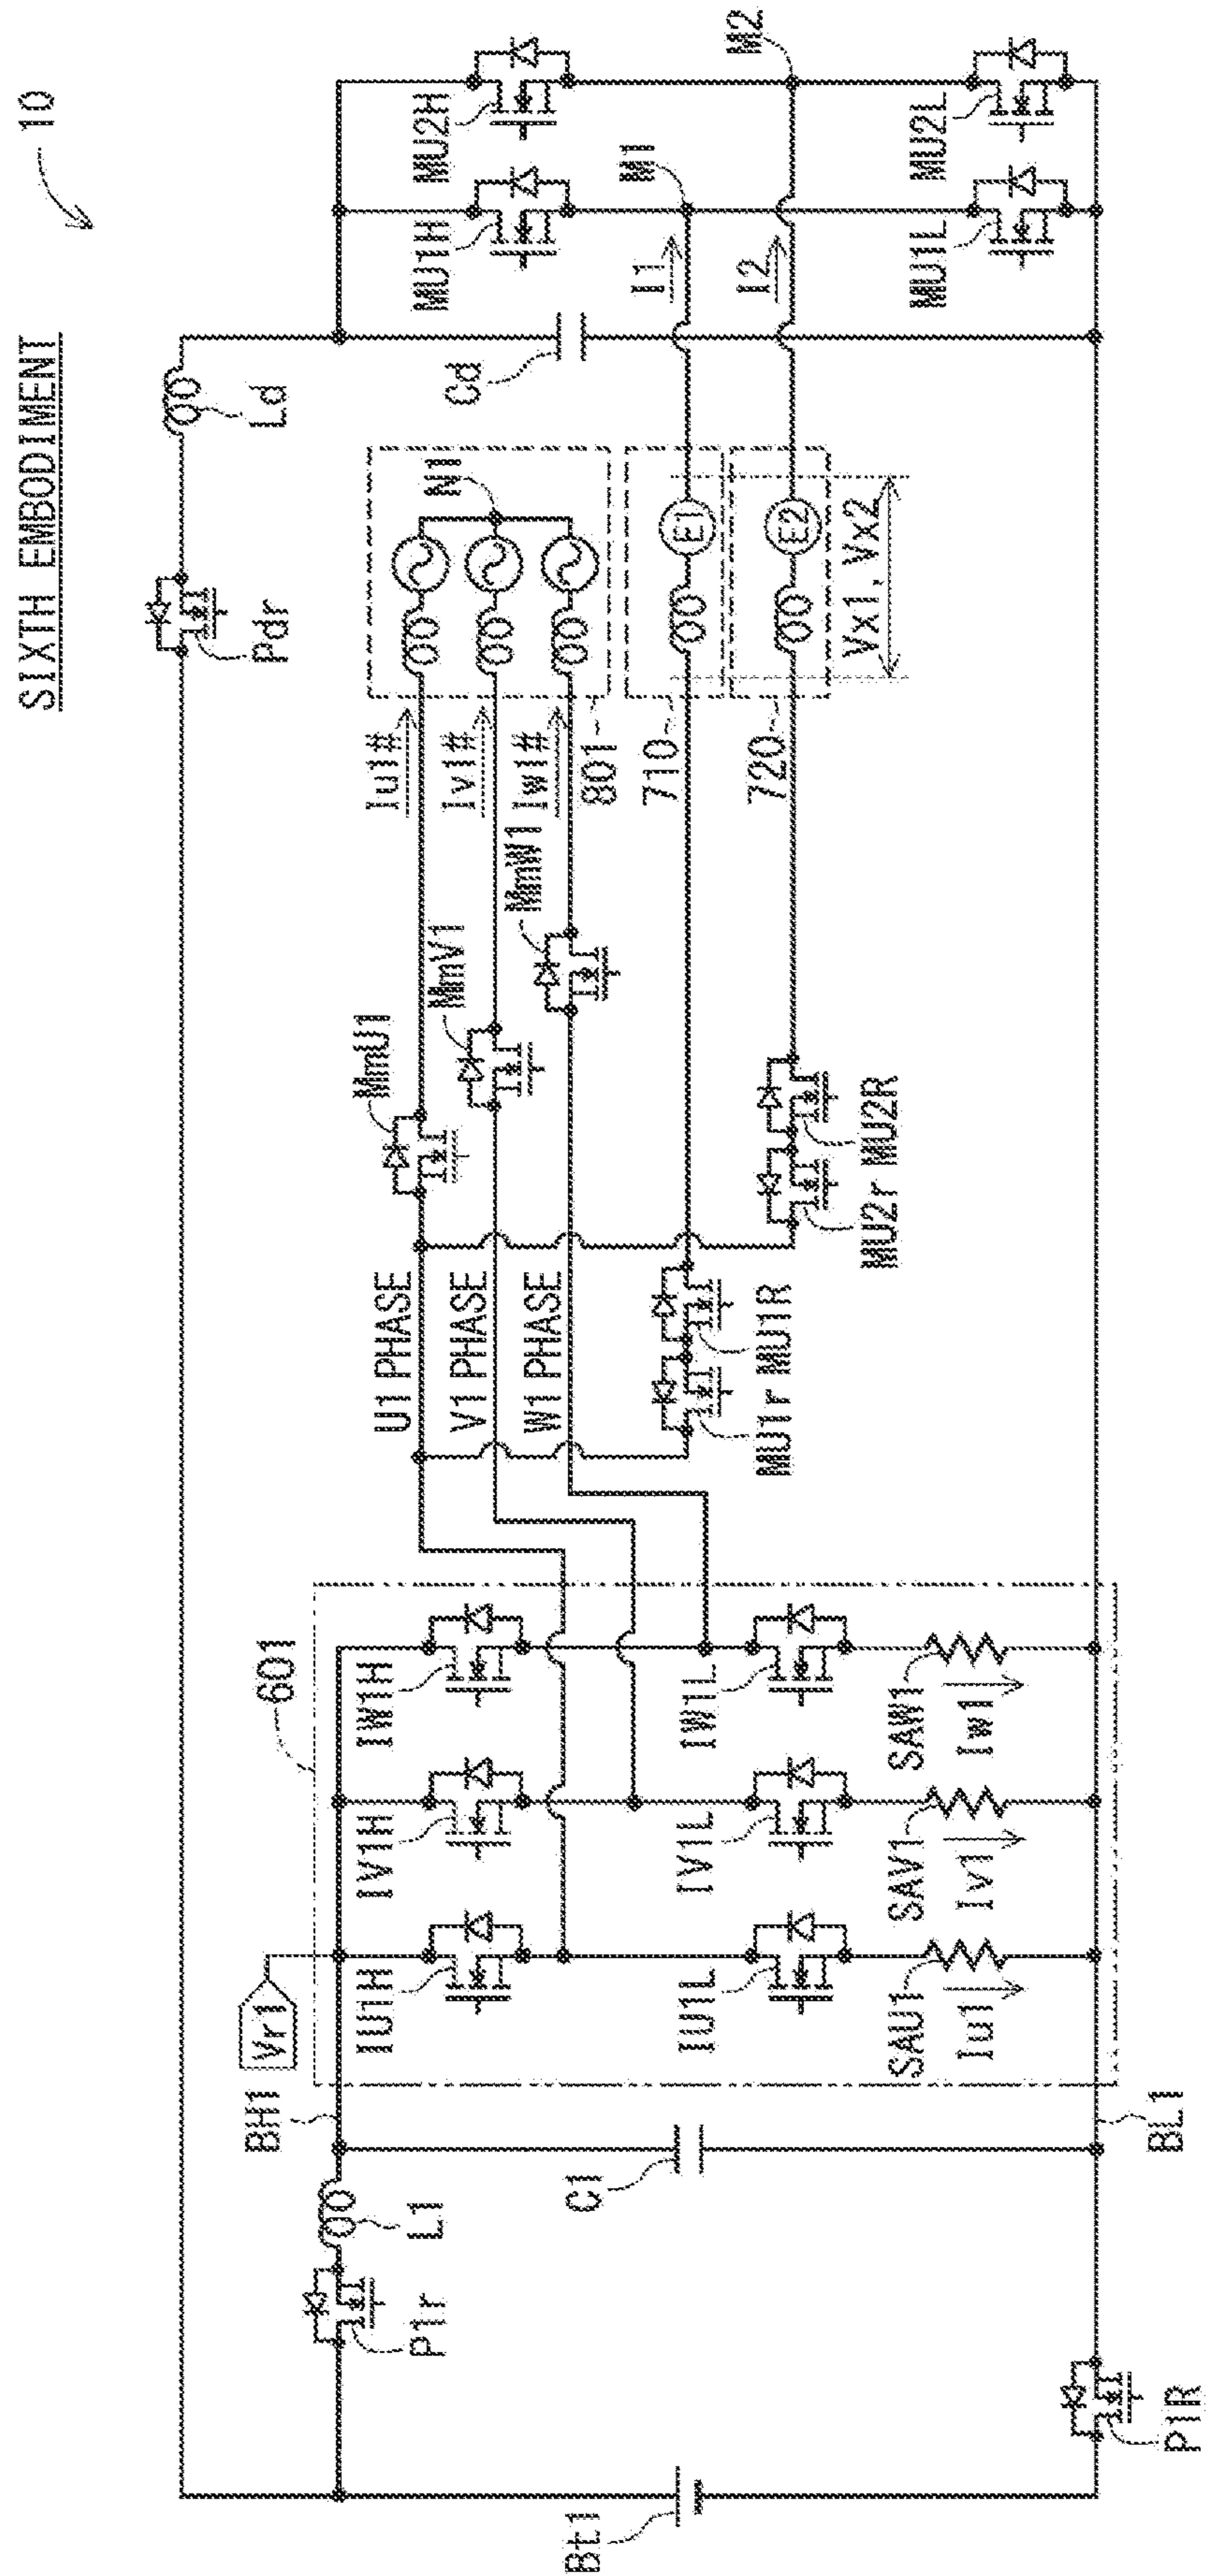 SIXTH EMBODIMENT
10
Pdr
Ld
601
Vr1
BH1
P1r
L1
C1
Bt1
P1R
BL1
IU1H
IV1H
IW1H
IU1L
IV1L
IW1L
SAU1
SAV1
SAW1
Iu1
Iv1
Iw1
U1 PHASE
V1 PHASE
W1 PHASE
MmU1
MmV1
MmW1
Iu1#
Iv1#
Iw1#
N1
801
MU1r MU1R
710
E1
MU2r MU2R
720
E2
Vx1, Vx2
Cd
I1
I2
MU1H
MU2H
M1
M2
MU1L
MU2L